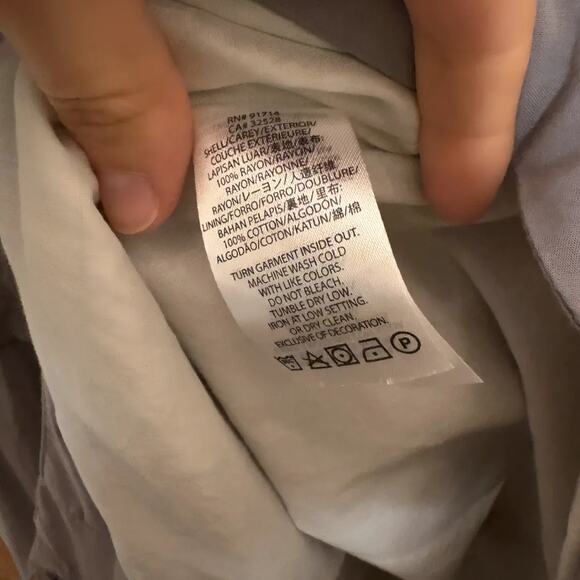 RN# 91714
CA# 32528
SHELL/CAREY/EXTERIOR/
COUCHE EXTÉRIEURE/
LAPISAN LUAR/表地/串布
100% RAYON/RAYON/
RAYON/RAYONNE/
RAYON/レーヨン/人造纤维
LINING/FORRO/FORRO/DOUBLURE/
BAHAN PELAPIS/裏地/里布
100% COTTON/ALGODÓN/
ALGODÃO/COTON/KATUN/綿/棉
TURN GARMENT INSIDE OUT.
MACHINE WASH COLD
WITH LIKE COLORS.
DO NOT BLEACH.
TUMBLE DRY LOW.
IRON AT LOW SETTING.
OR DRY CLEAN,
EXCLUSIVE OF DECORATION.
P